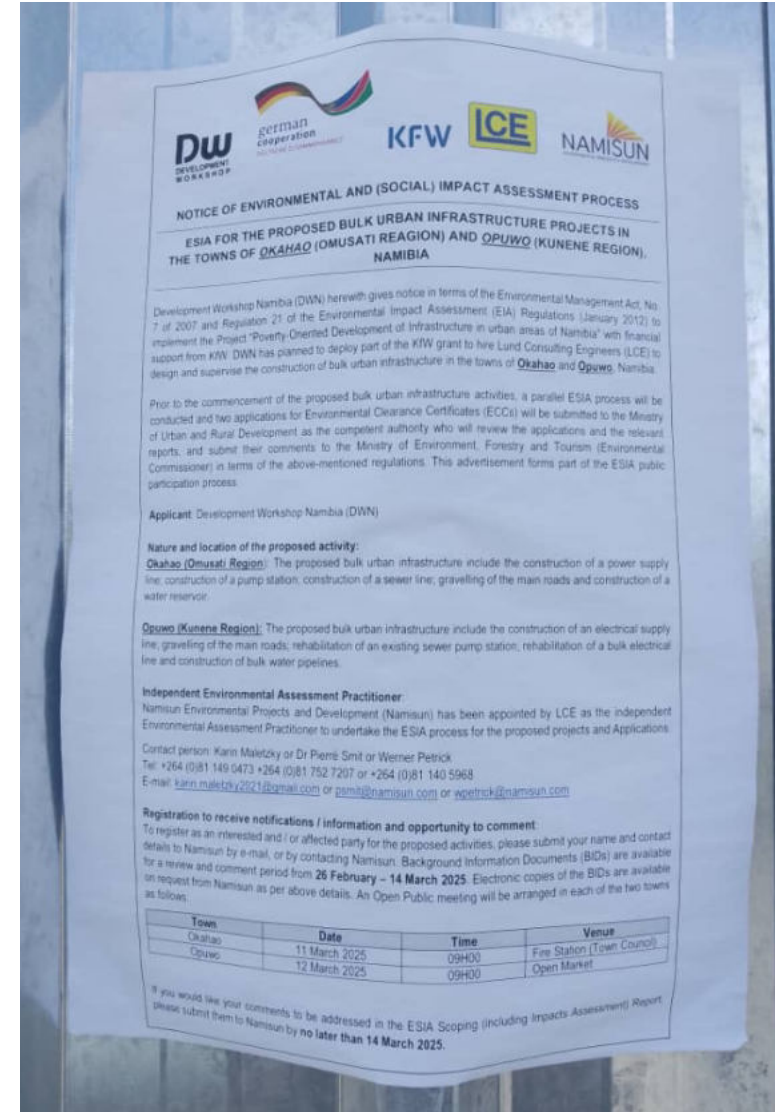 DW
DEVELOPMENT
WORKSHOP
german
cooperation
DEUTSCHE ZUSAMMENARBEIT
KFW
LCE
NAMISUN
NOTICE OF ENVIRONMENTAL AND (SOCIAL) IMPACT ASSESSMENT PROCESS
ESIA FOR THE PROPOSED BULK URBAN INFRASTRUCTURE PROJECTS IN
THE TOWNS OF OKAHAO (OMUSATI REAGION) AND OPUWO (KUNENE REGION),
NAMIBIA
Development Workshop Namibia (DWN) herewith gives notice in terms of the Environmental Management Act, No.
7 of 2007 and Regulation 21 of the Environmental Impact Assessment (EIA) Regulations (January 2012) to
implement the Project "Poverty-Oriented Development of Infrastructure in urban areas of Namibia" with financial
support from KfW. DWN has planned to deploy part of the KfW grant to hire Lund Consulting Engineers (LCE) to
design and supervise the construction of bulk urban infrastructure in the towns of Okahao and Opuwo, Namibia.
Prior to the commencement of the proposed bulk urban infrastructure activities, a parallel ESIA process will be
conducted and two applications for Environmental Clearance Certificates (ECCs) will be submitted to the Ministry
of Urban and Rural Development as the competent authority who will review the applications and the relevant
reports, and submit their comments to the Ministry of Environment, Forestry and Tourism (Environmental
Commissioner) in terms of the above-mentioned regulations. This advertisement forms part of the ESIA public
participation process.
Applicant: Development Workshop Namibia (DWN)
Nature and location of the proposed activity:
Okahao (Omusati Region): The proposed bulk urban infrastructure include the construction of a power supply
line; construction of a pump station; construction of a sewer line; gravelling of the main roads and construction of a
water reservoir.
Opuwo (Kunene Region): The proposed bulk urban infrastructure include the construction of an electrical supply
line; graveling of the main roads; rehabilitation of an existing sewer pump station, rehabilitation of a bulk electrical
line and construction of bulk water pipelines.
Independent Environmental Assessment Practitioner:
Namisun Environmental Projects and Development (Namisun) has been appointed by LCE as the independent
Environmental Assessment Practitioner to undertake the ESIA process for the proposed projects and Applications.
Contact person: Karin Maletzky or Dr Pierré Smit or Werner Petrick
Tel: +264 (0)81 149 0473 +264 (0)81 752 7207 or +264 (0)81 140 5968
E-mail: karin.maletzky2021@gmail.com or psmit@namisun.com or wpetrick@namisun.com
Registration to receive notifications / information and opportunity to comment:
To register as an interested and / or affected party for the proposed activities, please submit your name and contact
details to Namisun by e-mail, or by contacting Namisun. Background Information Documents (BIDs) are available
for a review and comment period from 26 February – 14 March 2025. Electronic copies of the BIDs are available
on request from Namisun as per above details. An Open Public meeting will be arranged in each of the two towns
as follows:
Town Date Time Venue
Okahao 11 March 2025 09H00 Fire Station (Town Council)
Opuwo 12 March 2025 09H00 Open Market
If you would like your comments to be addressed in the ESIA Scoping (including Impacts Assessment) Report
please submit them to Namisun by no later than 14 March 2025.